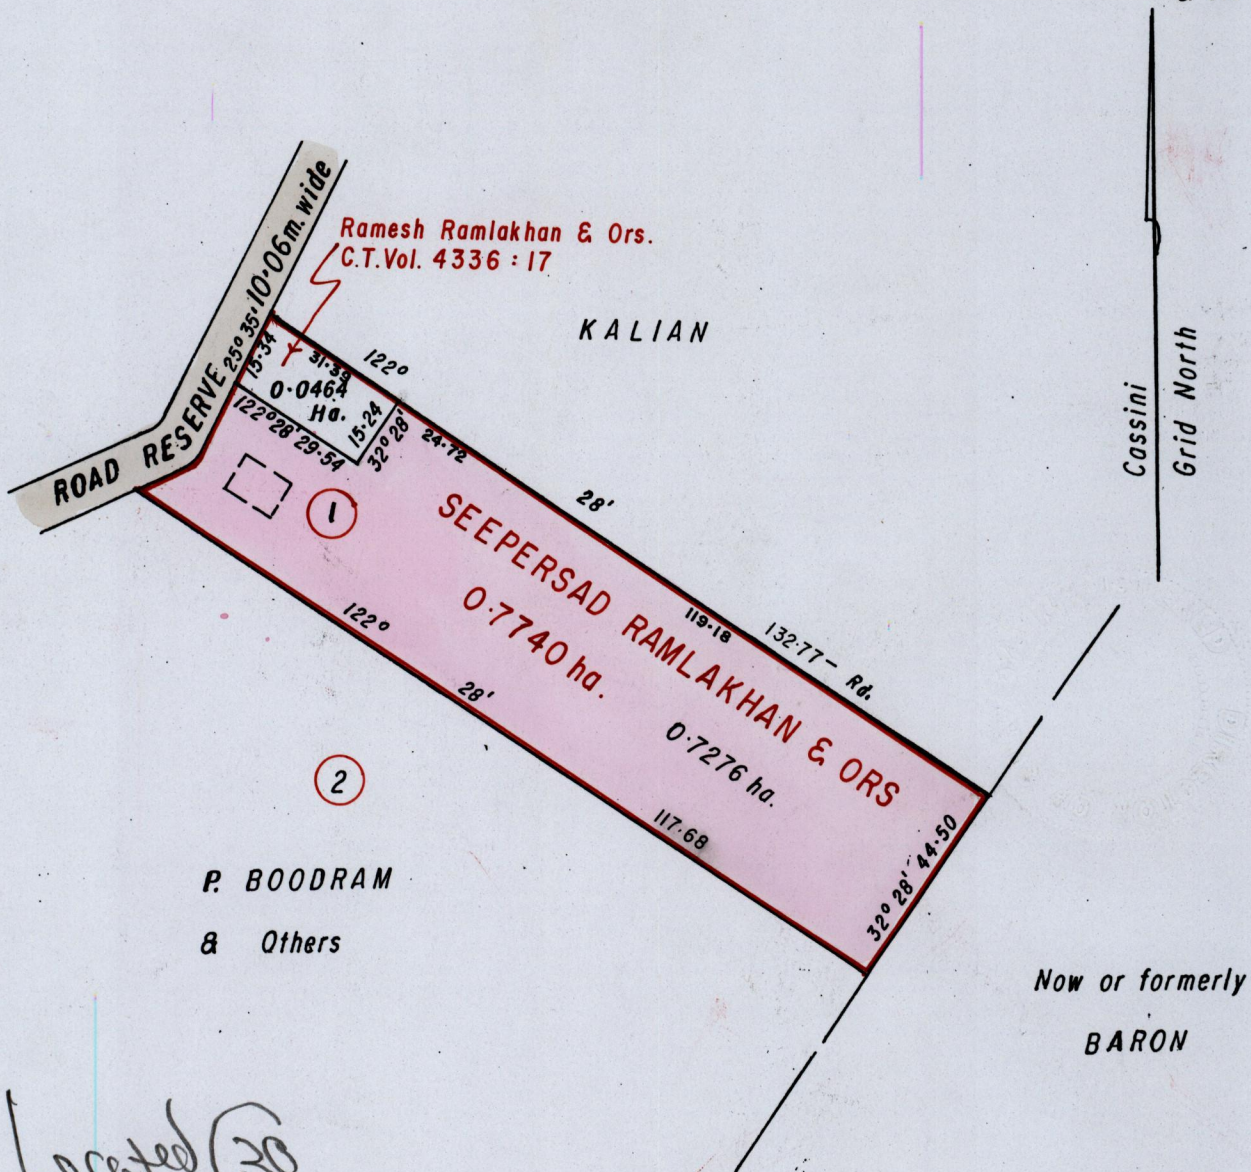 ROAD RESERVE 25° 35' 10·06m. wide
Ramesh Ramlakhan & Ors.
C.T.Vol. 4336 : 17
KALIAN
Cassini
Grid North
15·34
31·39
122°
0·0464
Ha.
15·24
32° 28'
122° 28' 29·54
24·72
28'
1
SEEPERSAD RAMLAKHAN & ORS
0·7740 ha.
119·18
132·77 – Rd.
0·7276 ha.
122°
28'
117·68
32° 28' 44·50
2
P. BOODRAM
& Others
Now or formerly
BARON
Located